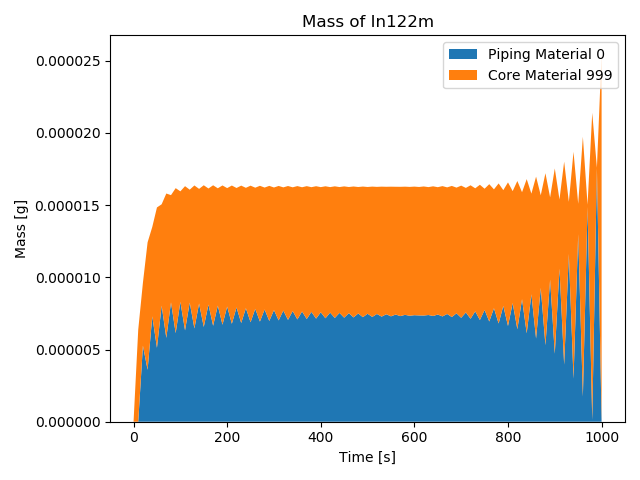 Mass of In122m
Piping Material 0
Core Material 999
0.000025
0.000020
0.000015
0.000010
0.000005
0.000000
Mass [g]
0
200
400
600
800
1000
Time [s]